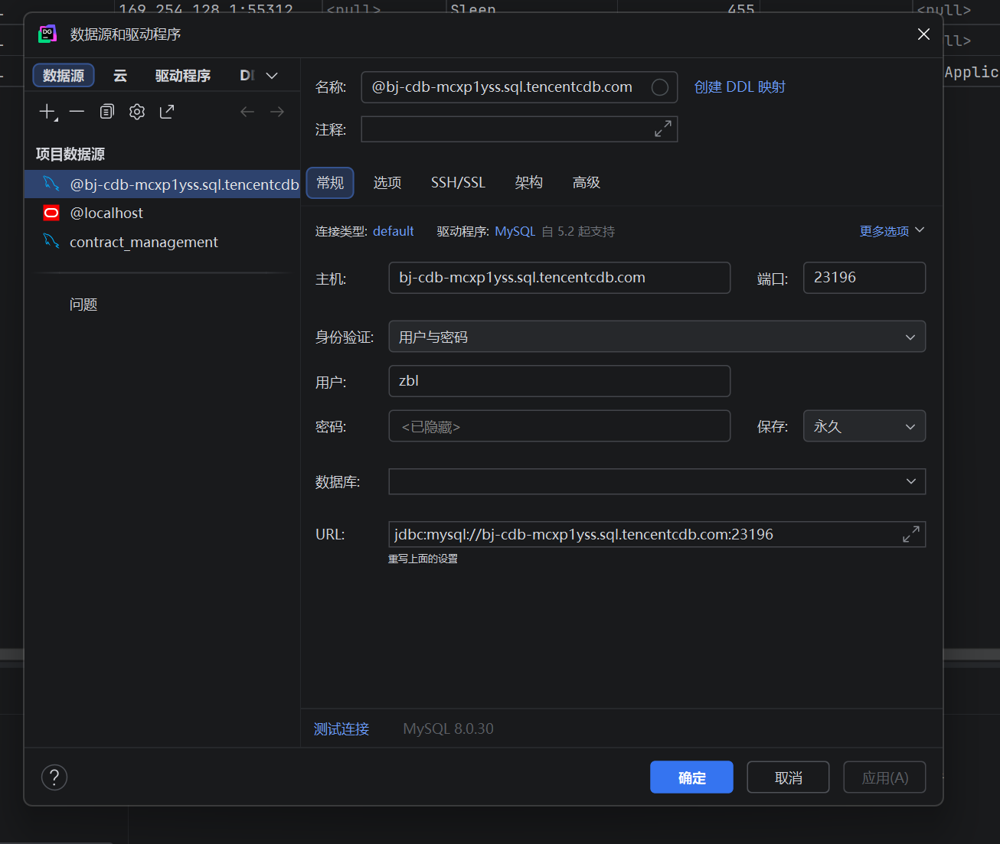 169.254.128.1:55312 <null> Sleep 455 <null>
数据源和驱动程序
ll>
数据源 云 驱动程序 DI
Applic
名称: @bj-cdb-mcxp1yss.sql.tencentcdb.com 创建 DDL 映射
注释:
项目数据源
@bj-cdb-mcxp1yss.sql.tencentcdb
@localhost
contract_management
问题
常规 选项 SSH/SSL 架构 高级
连接类型: default 驱动程序: MySQL 自 5.2 起支持 更多选项
主机: bj-cdb-mcxp1yss.sql.tencentcdb.com 端口: 23196
身份验证: 用户与密码
用户: zbl
密码: <已隐藏> 保存: 永久
数据库:
URL: jdbc:mysql://bj-cdb-mcxp1yss.sql.tencentcdb.com:23196
重写上面的设置
测试连接 MySQL 8.0.30
? 确定 取消 应用(A)